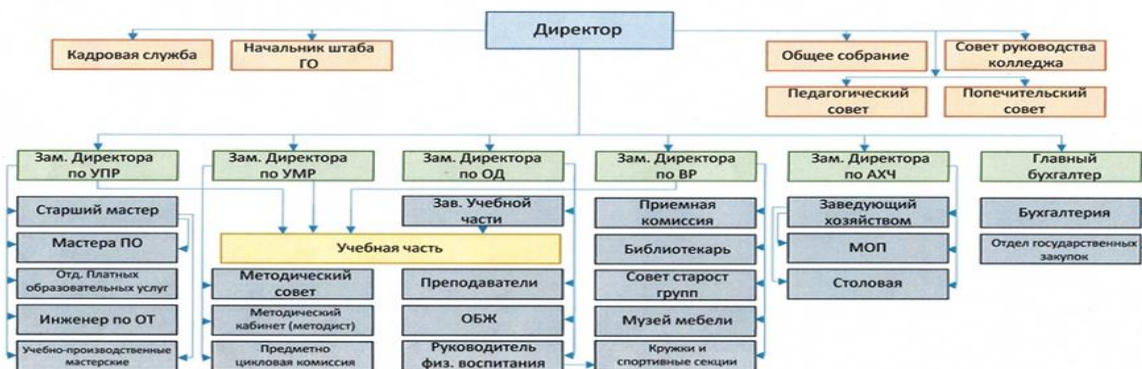 Директор
Кадровая служба
Начальник штаба
ГО
Общее собрание
Совет руководства
колледжа
Педагогический
совет
Попечительский
совет
Зам. Директора
по УПР
Зам. Директора
по УМР
Зам. Директора
по ОД
Зам. Директора
по ВР
Зам. Директора
по АХЧ
Главный
бухгалтер
Старший мастер
Мастера ПО
Отд. Платных
образовательных услуг
Инженер по ОТ
Учебно-производственные
мастерские
Учебная часть
Методический
совет
Методический
кабинет (методист)
Предметно
цикловая комиссия
Зав. Учебной
части
Преподаватели
ОБЖ
Руководитель
физ. воспитания
Приемная
комиссия
Библиотекарь
Совет старост
групп
Музей мебели
Кружки и
спортивные секции
Заведующий
хозяйством
МОП
Столовая
Бухгалтерия
Отдел государственных
закупок